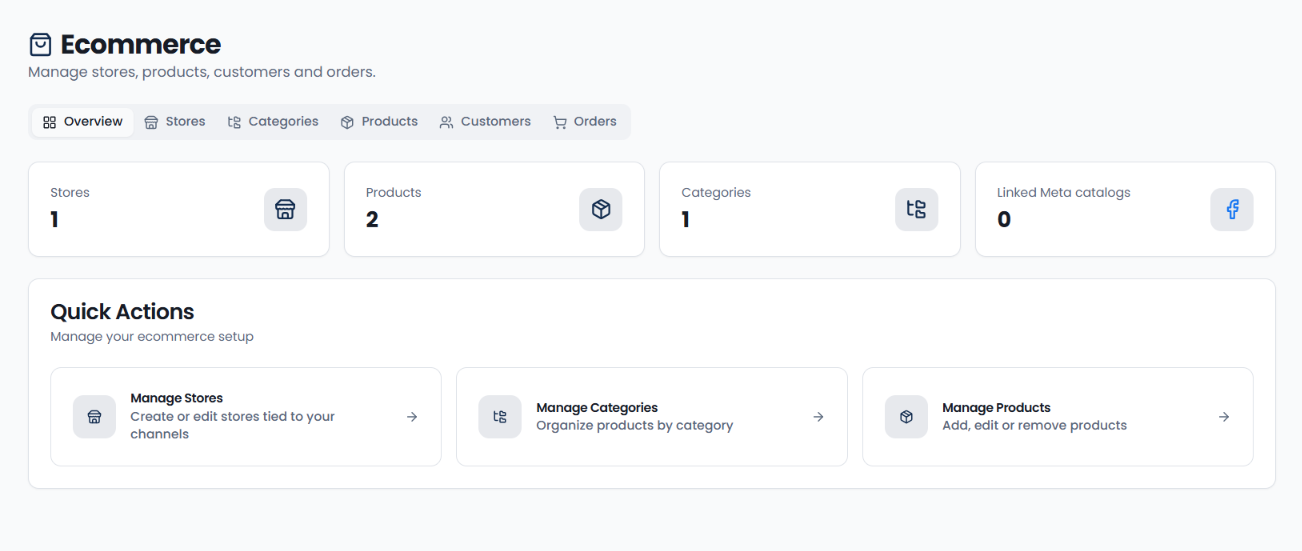 Ecommerce
Manage stores, products, customers and orders.
Overview Stores Categories Products Customers Orders
Stores
1
Products
2
Categories
1
Linked Meta catalogs
0
Quick Actions
Manage your ecommerce setup
Manage Stores
Create or edit stores tied to your
channels
Manage Categories
Organize products by category
Manage Products
Add, edit or remove products